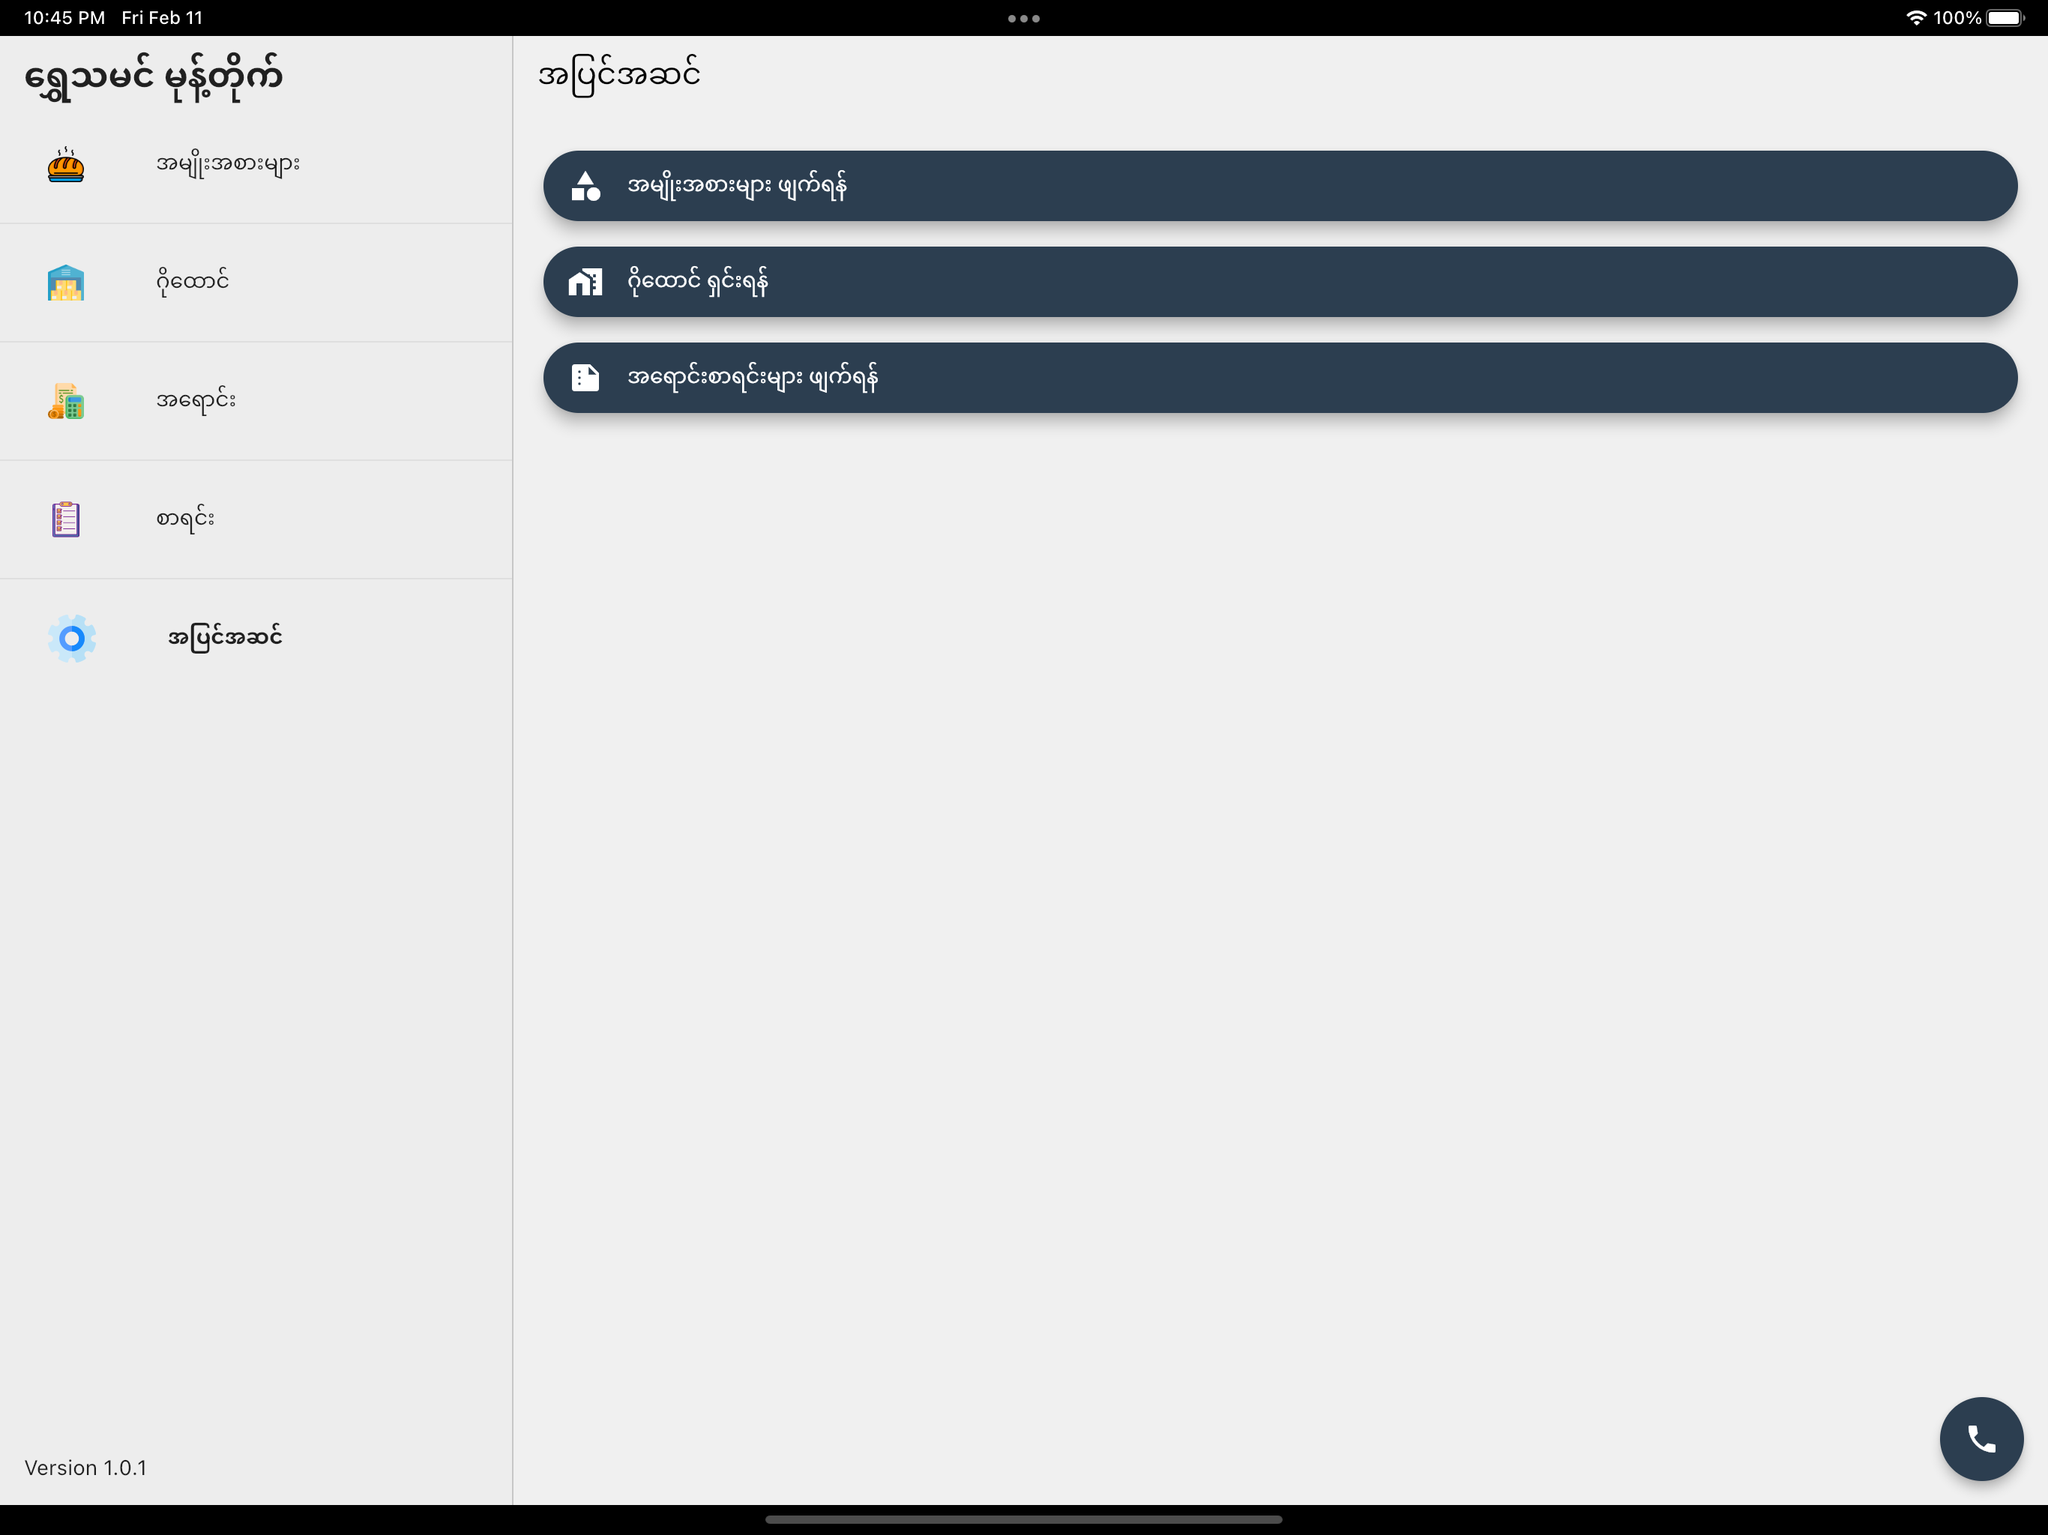 10:45 PM Fri Feb 11
100%
ရွှေသမင် မုန့်တိုက်
အမျိုးအစားများ
ဂိုထောင်
အရောင်း
စာရင်း
အပြင်အဆင်
Version 1.0.1
အပြင်အဆင်
အမျိုးအစားများ ဖျက်ရန်
ဂိုထောင် ရှင်းရန်
အရောင်းစာရင်းများ ဖျက်ရန်